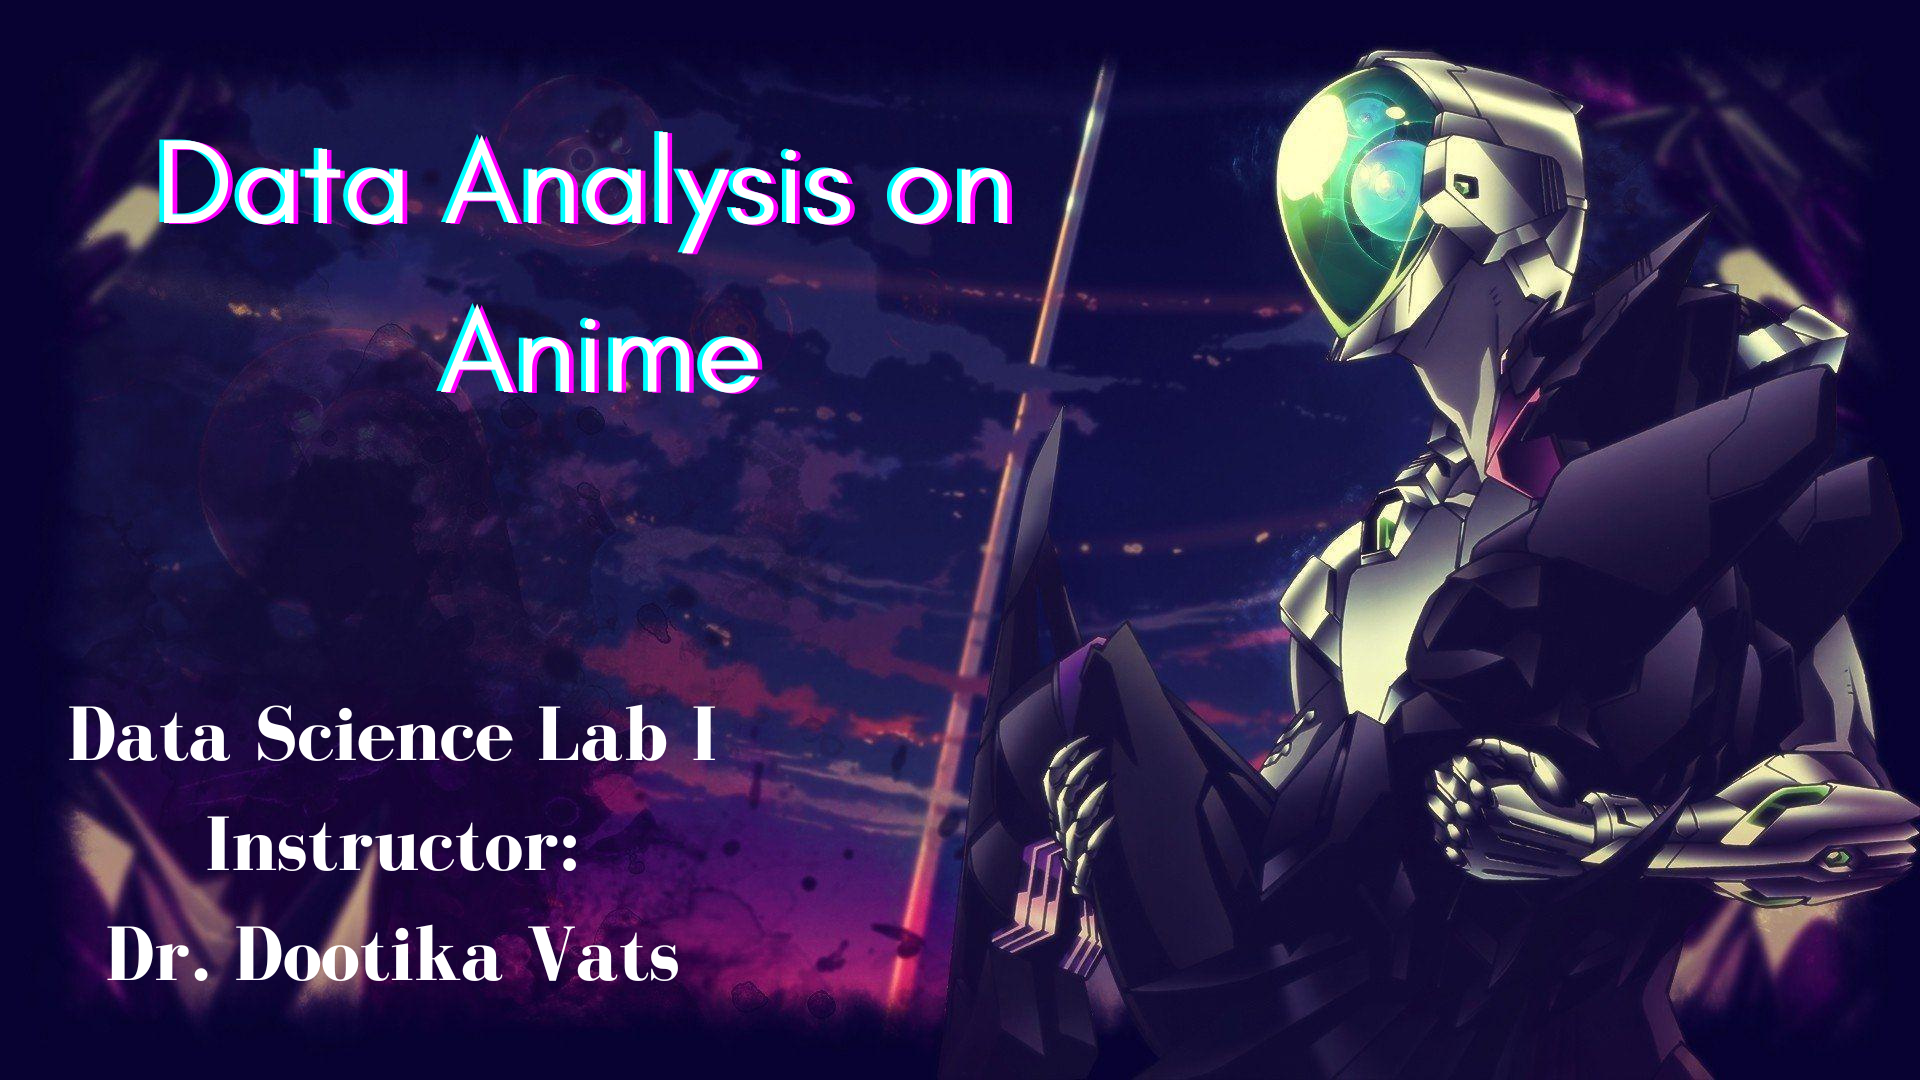 Data Analysis on
Anime
Data Science Lab I
Instructor:
Dr. Dootika Vats